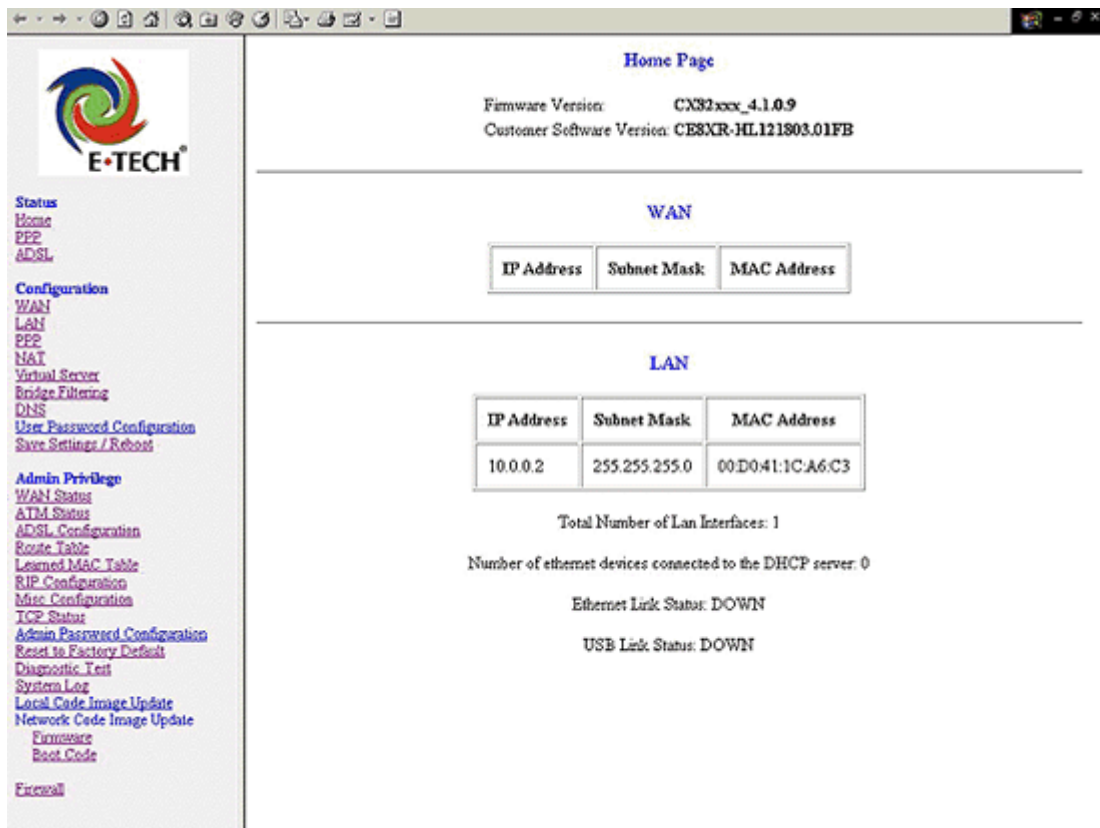 E•TECH®
Status
Home
PPP
ADSL
Configuration
WAN
LAN
PPP
NAT
Virtual Server
Bridge Filtering
DNS
User Password Configuration
Save Settings / Reboot
Admin Privilege
WAN Status
ATM Status
ADSL Configuration
Route Table
Learned MAC Table
RIP Configuration
Misc Configuration
TCP Status
Admin Password Configuration
Reset to Factory Default
Diagnostic Test
System Log
Local Code Image Update
Network Code Image Update
Firmware
Boot Code
Firewall
Home Page
Firmware Version: CX82xxx_4.1.0.9
Customer Software Version: CE8XR-HL121803.01FB
WAN
IP Address Subnet Mask MAC Address
LAN
IP Address Subnet Mask MAC Address
10.0.0.2 255.255.255.0 00:D0:41:1C:A6:C3
Total Number of Lan Interfaces: 1
Number of ethernet devices connected to the DHCP server: 0
Ethernet Link Status: DOWN
USB Link Status: DOWN